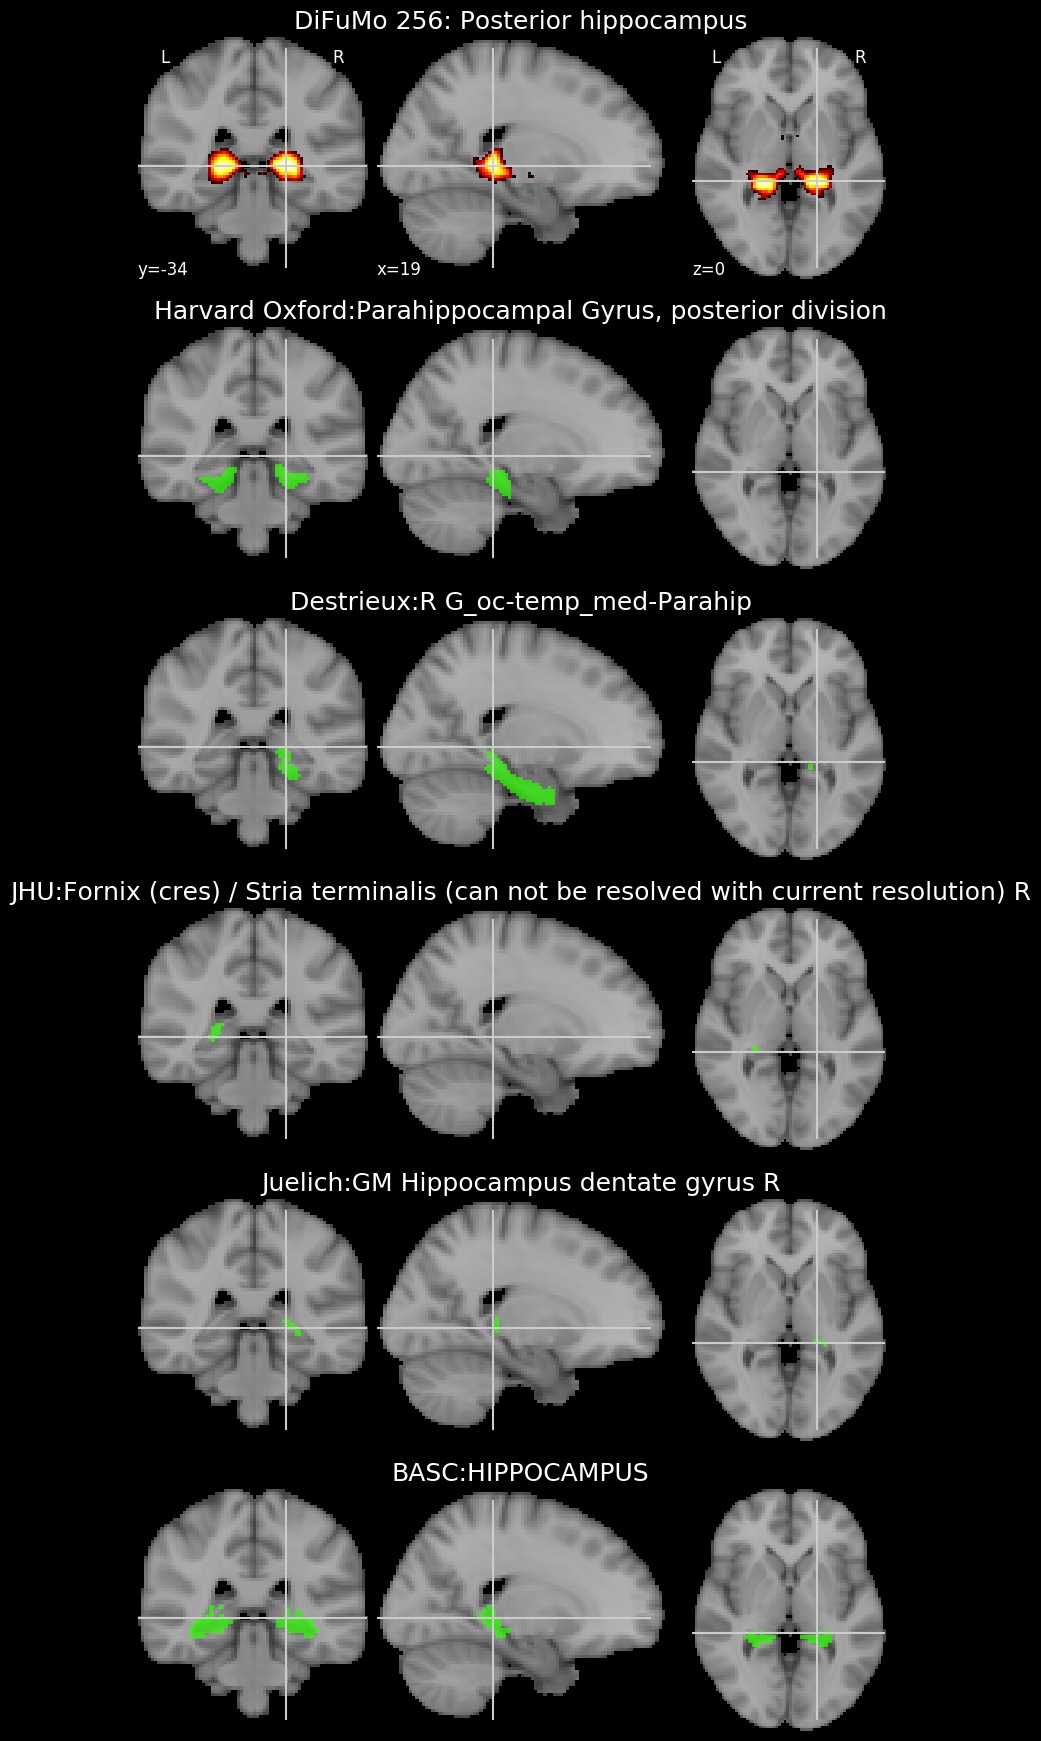 DiFuMo 256: Posterior hippocampus
L R L R
y=-34 x=19 z=0
Harvard Oxford:Parahippocampal Gyrus, posterior division
Destrieux:R G_oc-temp_med-Parahip
JHU:Fornix (cres) / Stria terminalis (can not be resolved with current resolution) R
Juelich:GM Hippocampus dentate gyrus R
BASC:HIPPOCAMPUS